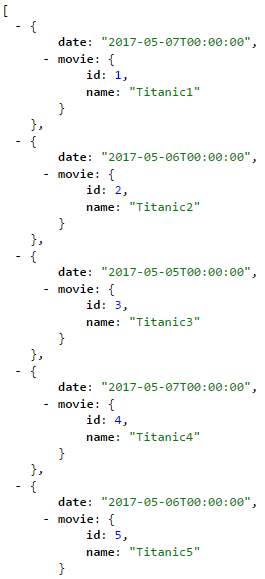 [
- {
date: "2017-05-07T00:00:00",
- movie: {
id: 1,
name: "Titanic1"
}
},
- {
date: "2017-05-06T00:00:00",
- movie: {
id: 2,
name: "Titanic2"
}
},
- {
date: "2017-05-05T00:00:00",
- movie: {
id: 3,
name: "Titanic3"
}
},
- {
date: "2017-05-07T00:00:00",
- movie: {
id: 4,
name: "Titanic4"
}
},
- {
date: "2017-05-06T00:00:00",
- movie: {
id: 5,
name: "Titanic5"
}